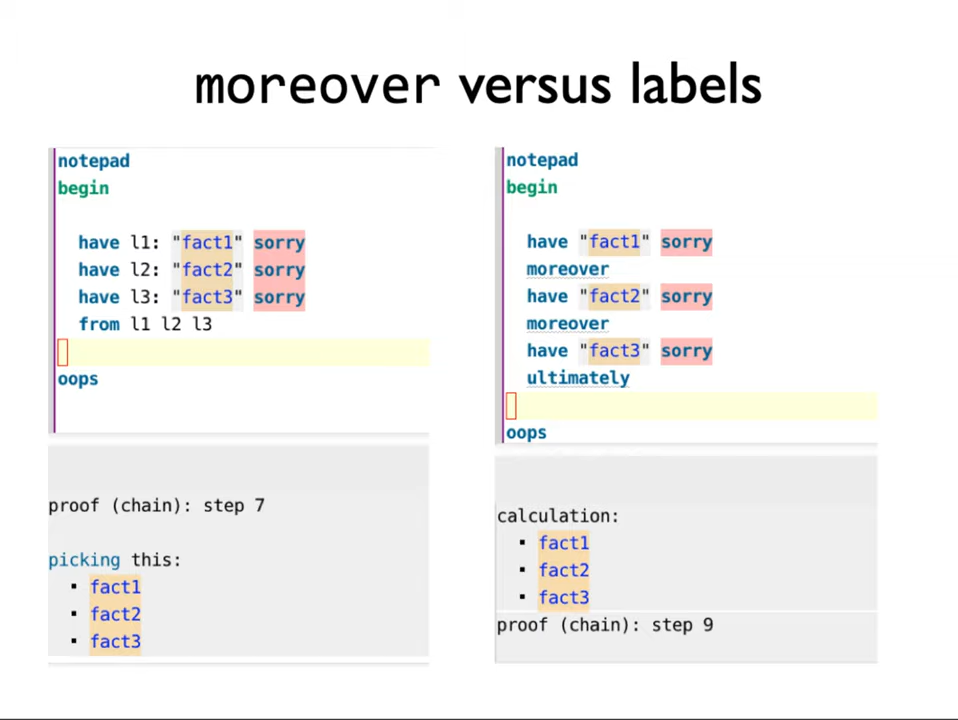 moreover versus labels
notepad
begin
have l1: "fact1" sorry
have l2: "fact2" sorry
have l3: "fact3" sorry
from l1 l2 l3
oops
proof (chain): step 7
picking this:
▪ fact1
▪ fact2
▪ fact3
notepad
begin
have "fact1" sorry
moreover
have "fact2" sorry
moreover
have "fact3" sorry
ultimately
oops
calculation:
▪ fact1
▪ fact2
▪ fact3
proof (chain): step 9